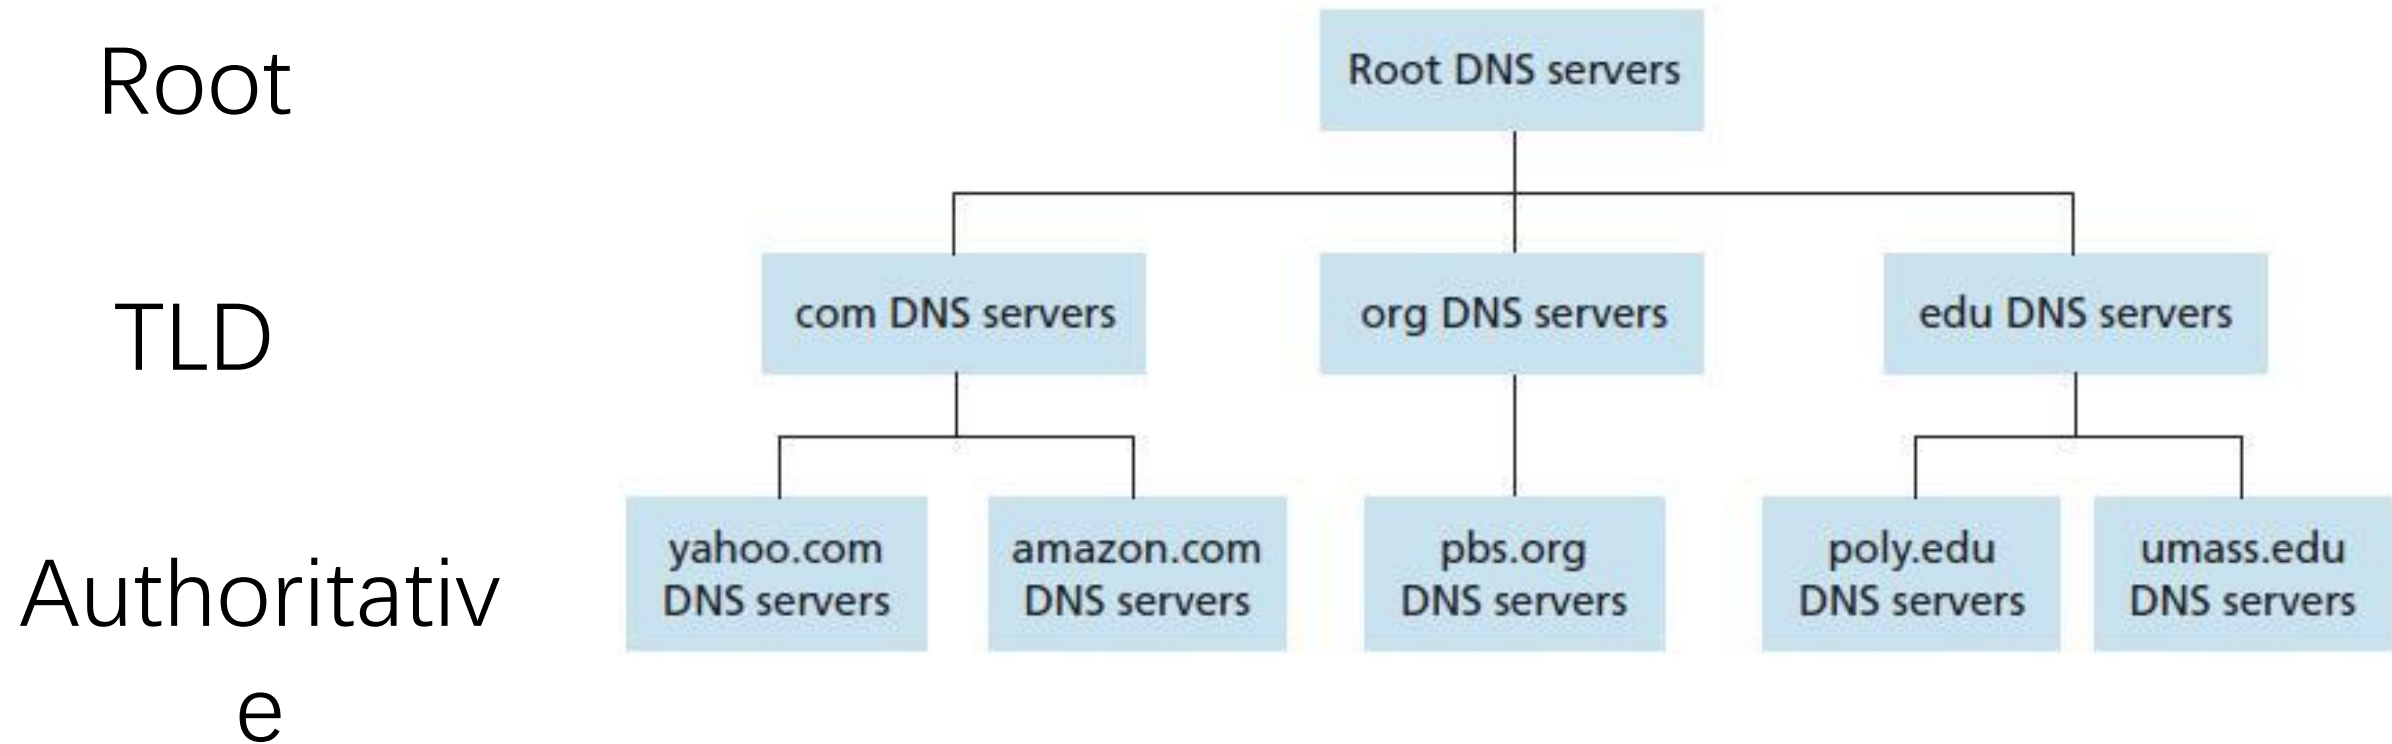 Root
Root DNS servers
TLD
com DNS servers
org DNS servers
edu DNS servers
Authoritativ
e
yahoo.com
DNS servers
amazon.com
DNS servers
pbs.org
DNS servers
poly.edu
DNS servers
umass.edu
DNS servers